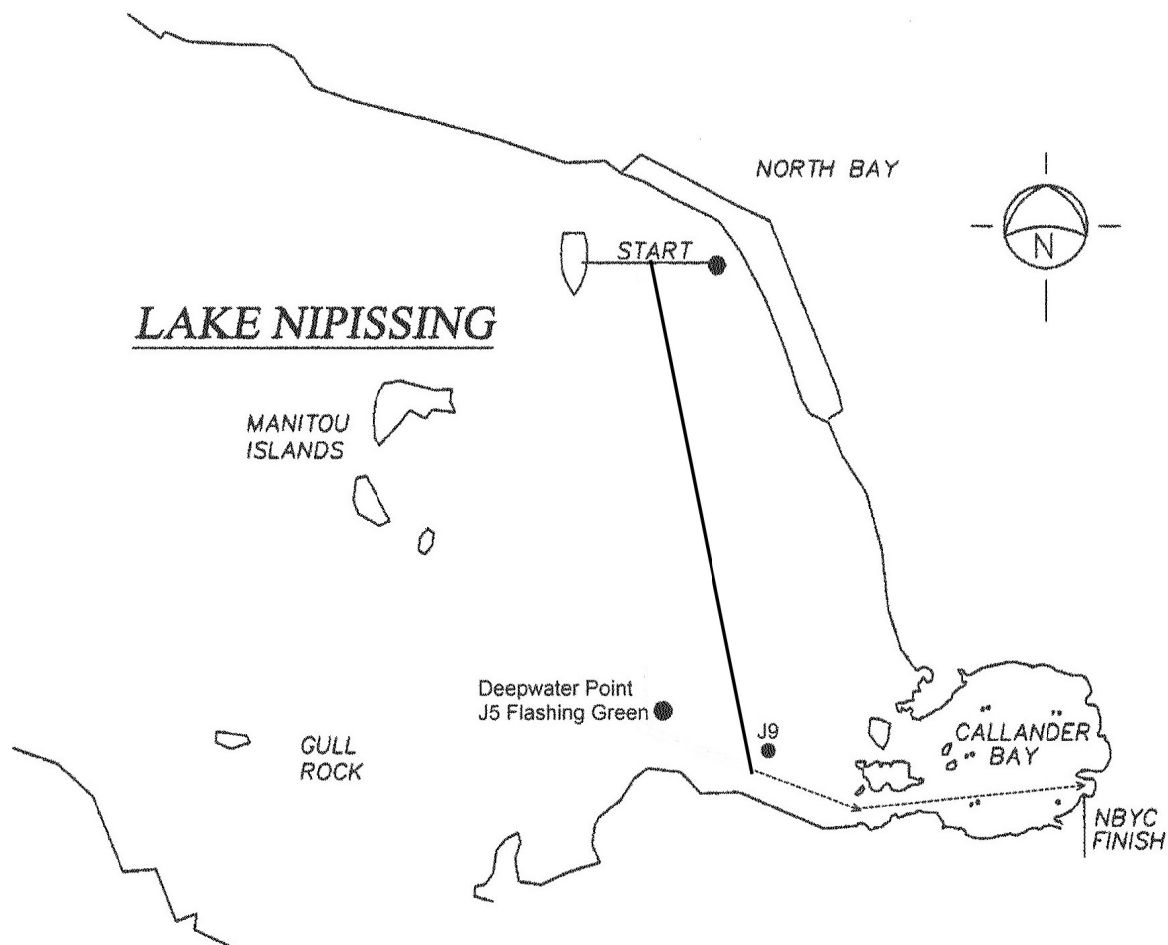 NORTH BAY
N
START
LAKE NIPISSING
MANITOU
ISLANDS
Deepwater Point
J5 Flashing Green
J9
CALLANDER
BAY
GULL
ROCK
NBYC
FINISH